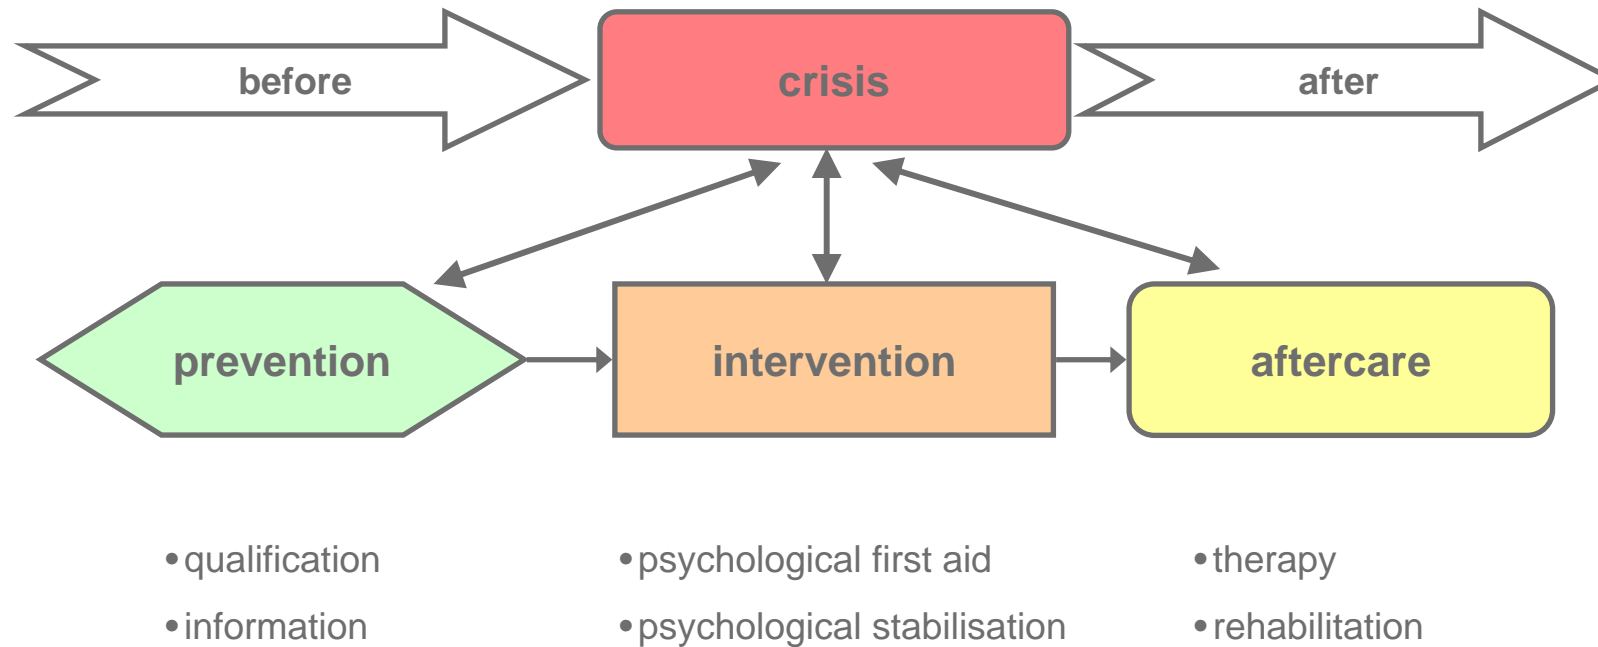 before
crisis
after
prevention
intervention
aftercare
•qualification
•information
•psychological first aid
•psychological stabilisation
•therapy
•rehabilitation